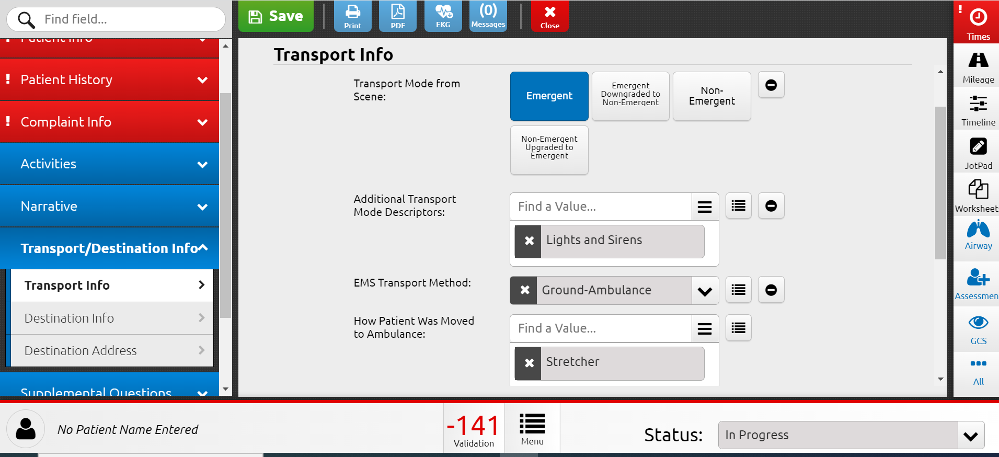 Find field...
Save
Print
PDF
EKG
(0)
Messages
Close
! Times
Patient Info
! Patient History
! Complaint Info
Activities
Narrative
Transport/Destination Info
Transport Info
Destination Info
Destination Address
Supplemental Questions
Transport Info
Transport Mode from
Scene:
Emergent
Emergent
Downgraded to
Non-Emergent
Non-
Emergent
Non-Emergent
Upgraded to
Emergent
Additional Transport
Mode Descriptors:
Find a Value...
Lights and Sirens
EMS Transport Method:
Ground-Ambulance
How Patient Was Moved
to Ambulance:
Find a Value...
Stretcher
Mileage
Timeline
JotPad
Worksheets
Airway
Assessmen
GCS
All
No Patient Name Entered
-141
Validation
Menu
Status:
In Progress